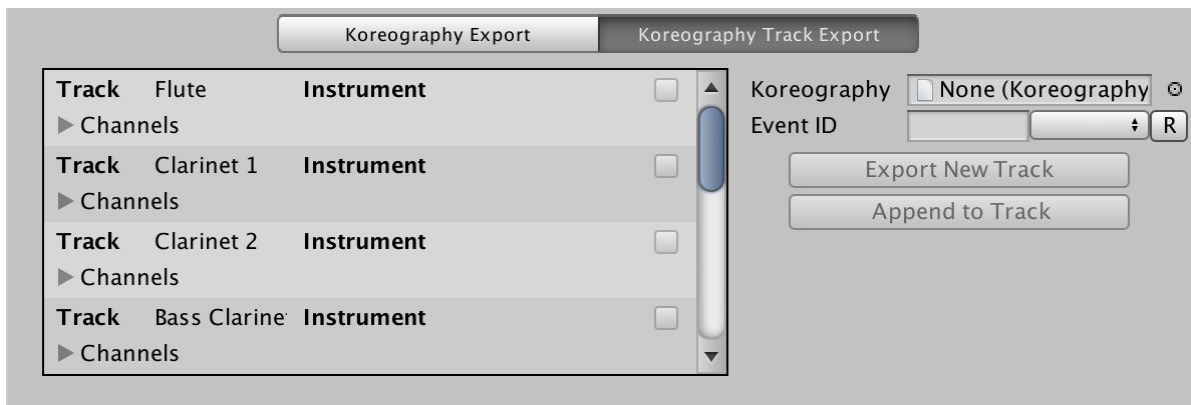 Koreography Export Koreography Track Export
Track Flute Instrument
Channels
Track Clarinet 1 Instrument
Channels
Track Clarinet 2 Instrument
Channels
Track Bass Clarine Instrument
Channels
Koreography None (Koreography
Event ID R
Export New Track
Append to Track